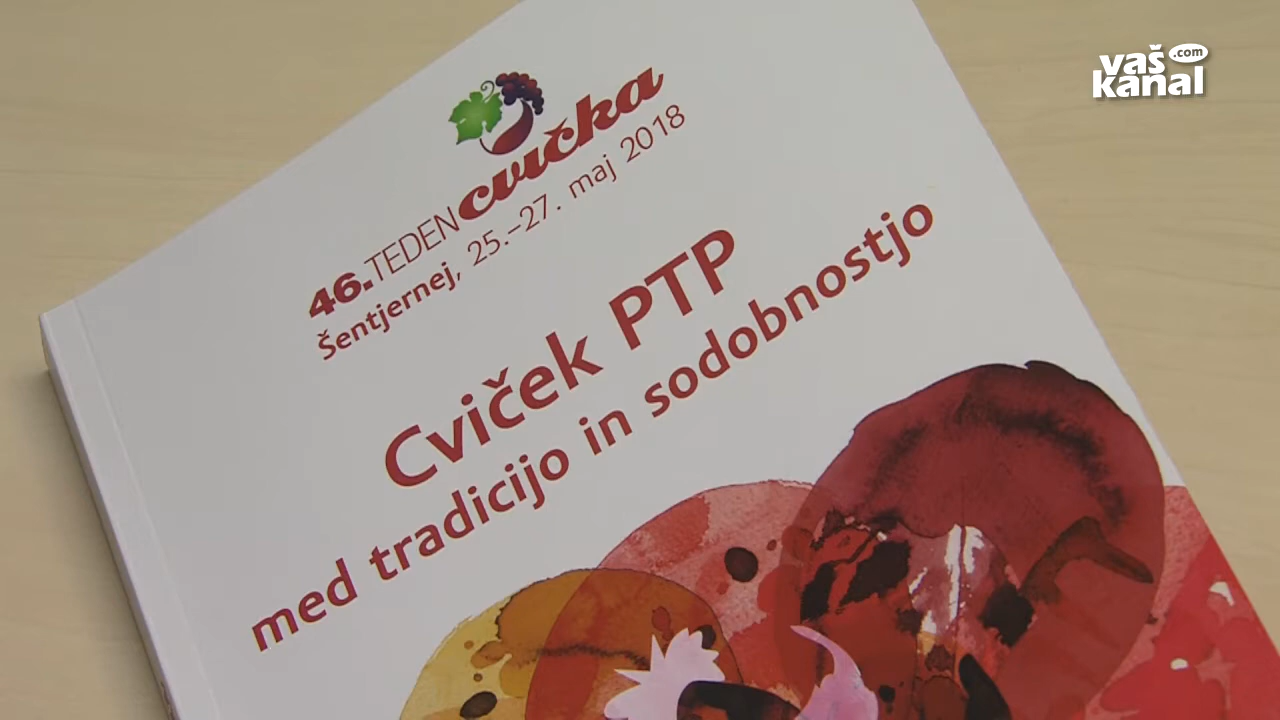 vaš .com
kanal
46. TEDEN cvička
Šentjernej, 25.–27. maj 2018
Cviček PTP
med tradicijo in sodobnostjo